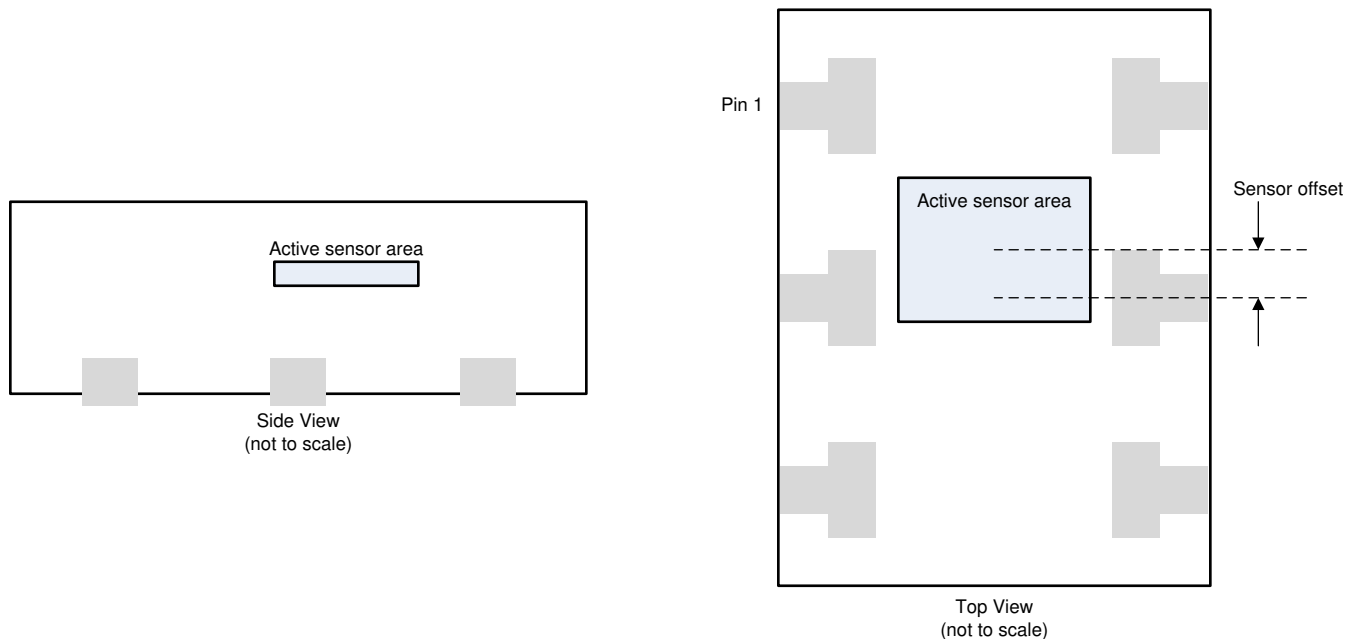 Active sensor area
Side View
(not to scale)
Pin 1
Active sensor area
Sensor offset
Top View
(not to scale)